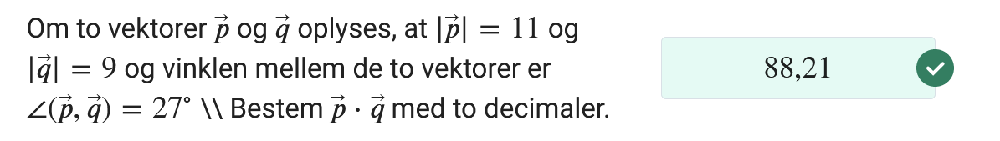 Om to vektorer $\vec{p}$ og $\vec{q}$ oplyses, at $|\vec{p}| = 11$ og
$|\vec{q}| = 9$ og vinklen mellem de to vektorer er
$\angle(\vec{p}, \vec{q}) = 27^\circ$ \\ Bestem $\vec{p} \cdot \vec{q}$ med to decimaler.
88,21